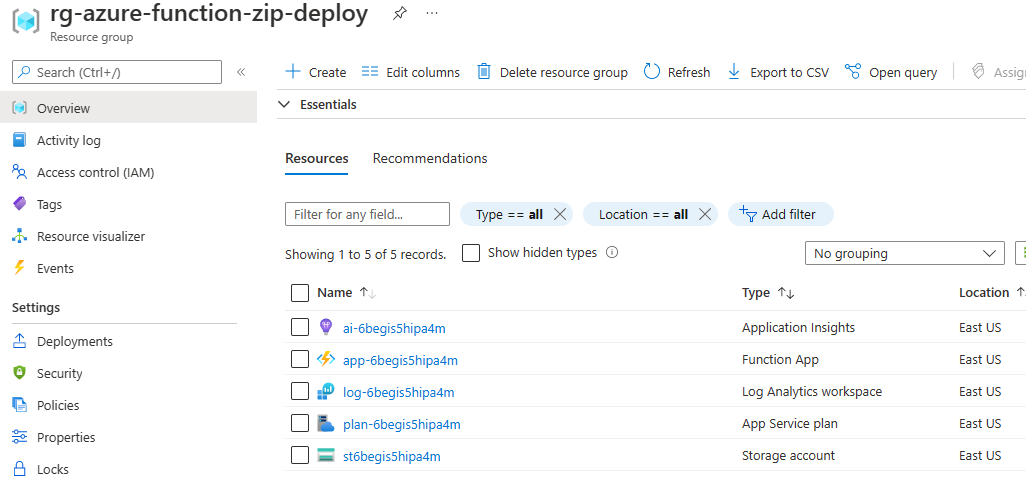 rg-azure-function-zip-deploy ...
Resource group
Search (Ctrl+/) «
Overview
Activity log
Access control (IAM)
Tags
Resource visualizer
Events
Settings
Deployments
Security
Policies
Properties
Locks
Create Edit columns Delete resource group Refresh Export to CSV Open query Assig
Essentials
Resources Recommendations
Filter for any field... Type == all Location == all Add filter
Showing 1 to 5 of 5 records. Show hidden types No grouping
Name Type Location
ai-6begis5hipa4m Application Insights East US
app-6begis5hipa4m Function App East US
log-6begis5hipa4m Log Analytics workspace East US
plan-6begis5hipa4m App Service plan East US
st6begis5hipa4m Storage account East US